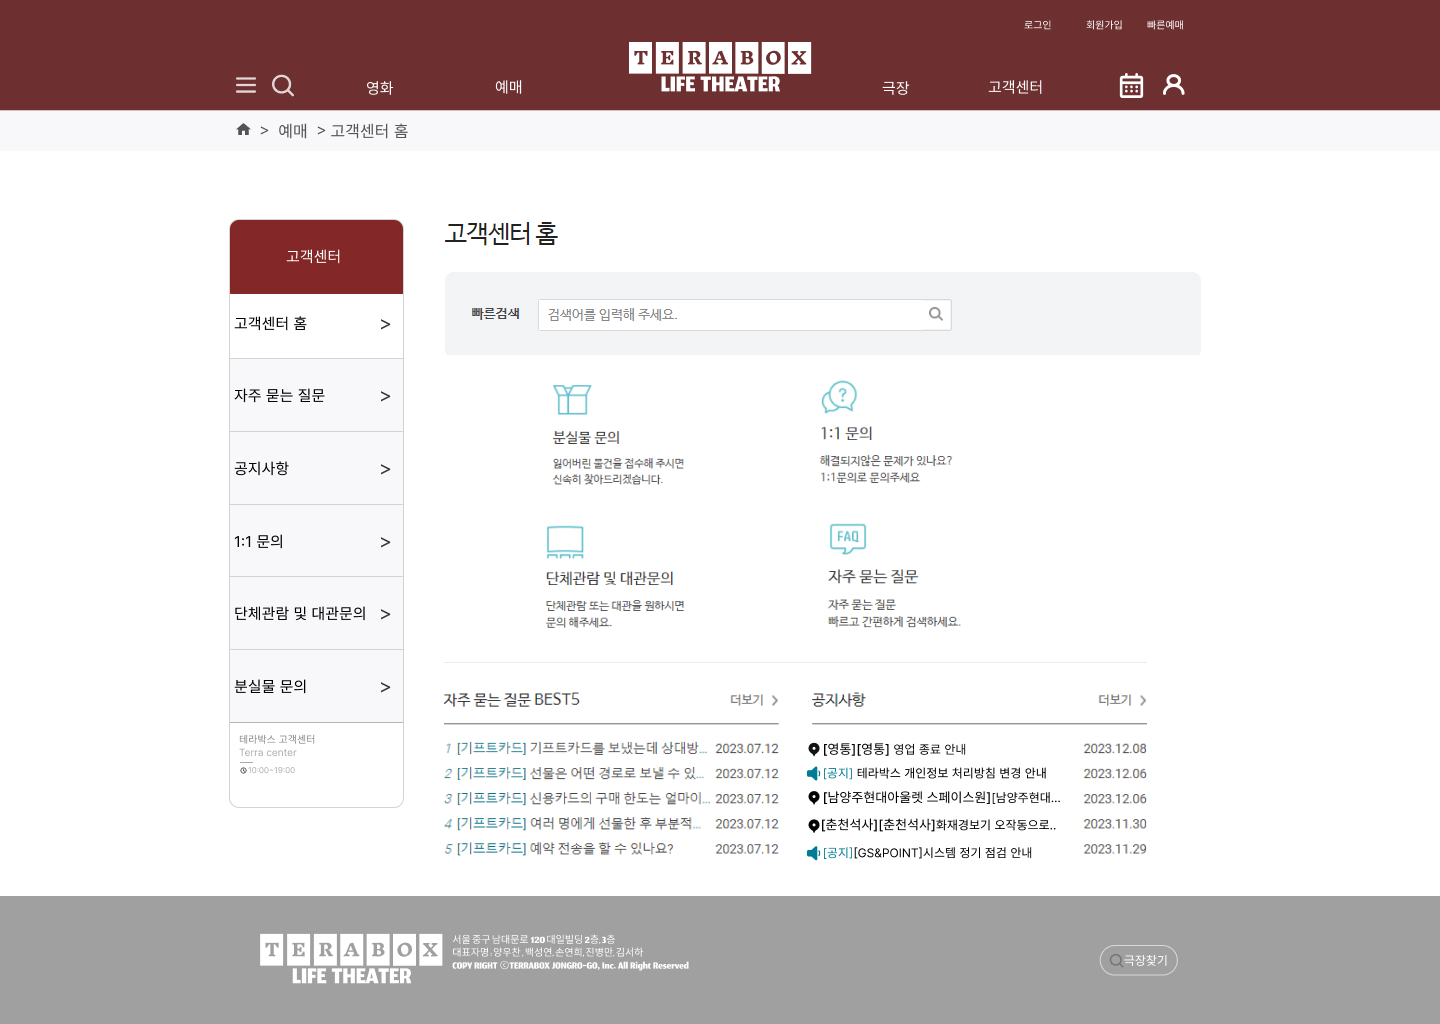 로그인 회원가입 빠른예매
TERABOX
LIFE THEATER
영화 예매 극장 고객센터
> 예매 > 고객센터 홈
고객센터
고객센터 홈 >
자주 묻는 질문 >
공지사항 >
1:1 문의 >
단체관람 및 대관문의 >
분실물 문의 >
테라박스 고객센터
Terra center
10:00~19:00
고객센터 홈
빠른검색 검색어를 입력해 주세요.
분실물 문의
잃어버린 물건을 접수해 주시면
신속히 찾아드리겠습니다.
?
1:1 문의
해결되지않은 문제가 있나요?
1:1문의로 문의주세요
단체관람 및 대관문의
단체관람 또는 대관을 원하시면
문의 해주세요.
FAQ
자주 묻는 질문
자주 묻는 질문
빠르고 간편하게 검색하세요.
자주 묻는 질문 BEST5 더보기 >
1 [기프트카드] 기프트카드를 보냈는데 상대방... 2023.07.12
2 [기프트카드] 선물은 어떤 경로로 보낼 수 있... 2023.07.12
3 [기프트카드] 신용카드의 구매 한도는 얼마이... 2023.07.12
4 [기프트카드] 여러 명에게 선물한 후 부분적... 2023.07.12
5 [기프트카드] 예약 전송을 할 수 있나요? 2023.07.12
공지사항 더보기 >
[영통][영통] 영업 종료 안내 2023.12.08
[공지] 테라박스 개인정보 처리방침 변경 안내 2023.12.06
[남양주현대아울렛 스페이스원][남양주현대... 2023.12.06
[춘천석사][춘천석사]화재경보기 오작동으로.. 2023.11.30
[공지][GS&POINT]시스템 정기 점검 안내 2023.11.29
TERABOX
LIFE THEATER
서울 중구 남대문로 120 대일빌딩 2층, 3층
대표자명 : 양우찬, 백성연, 손연희, 진병만, 김서하
COPY RIGHT ⓒTERRABOX JONGRO-GO, Inc. All Right Reserved
극장찾기